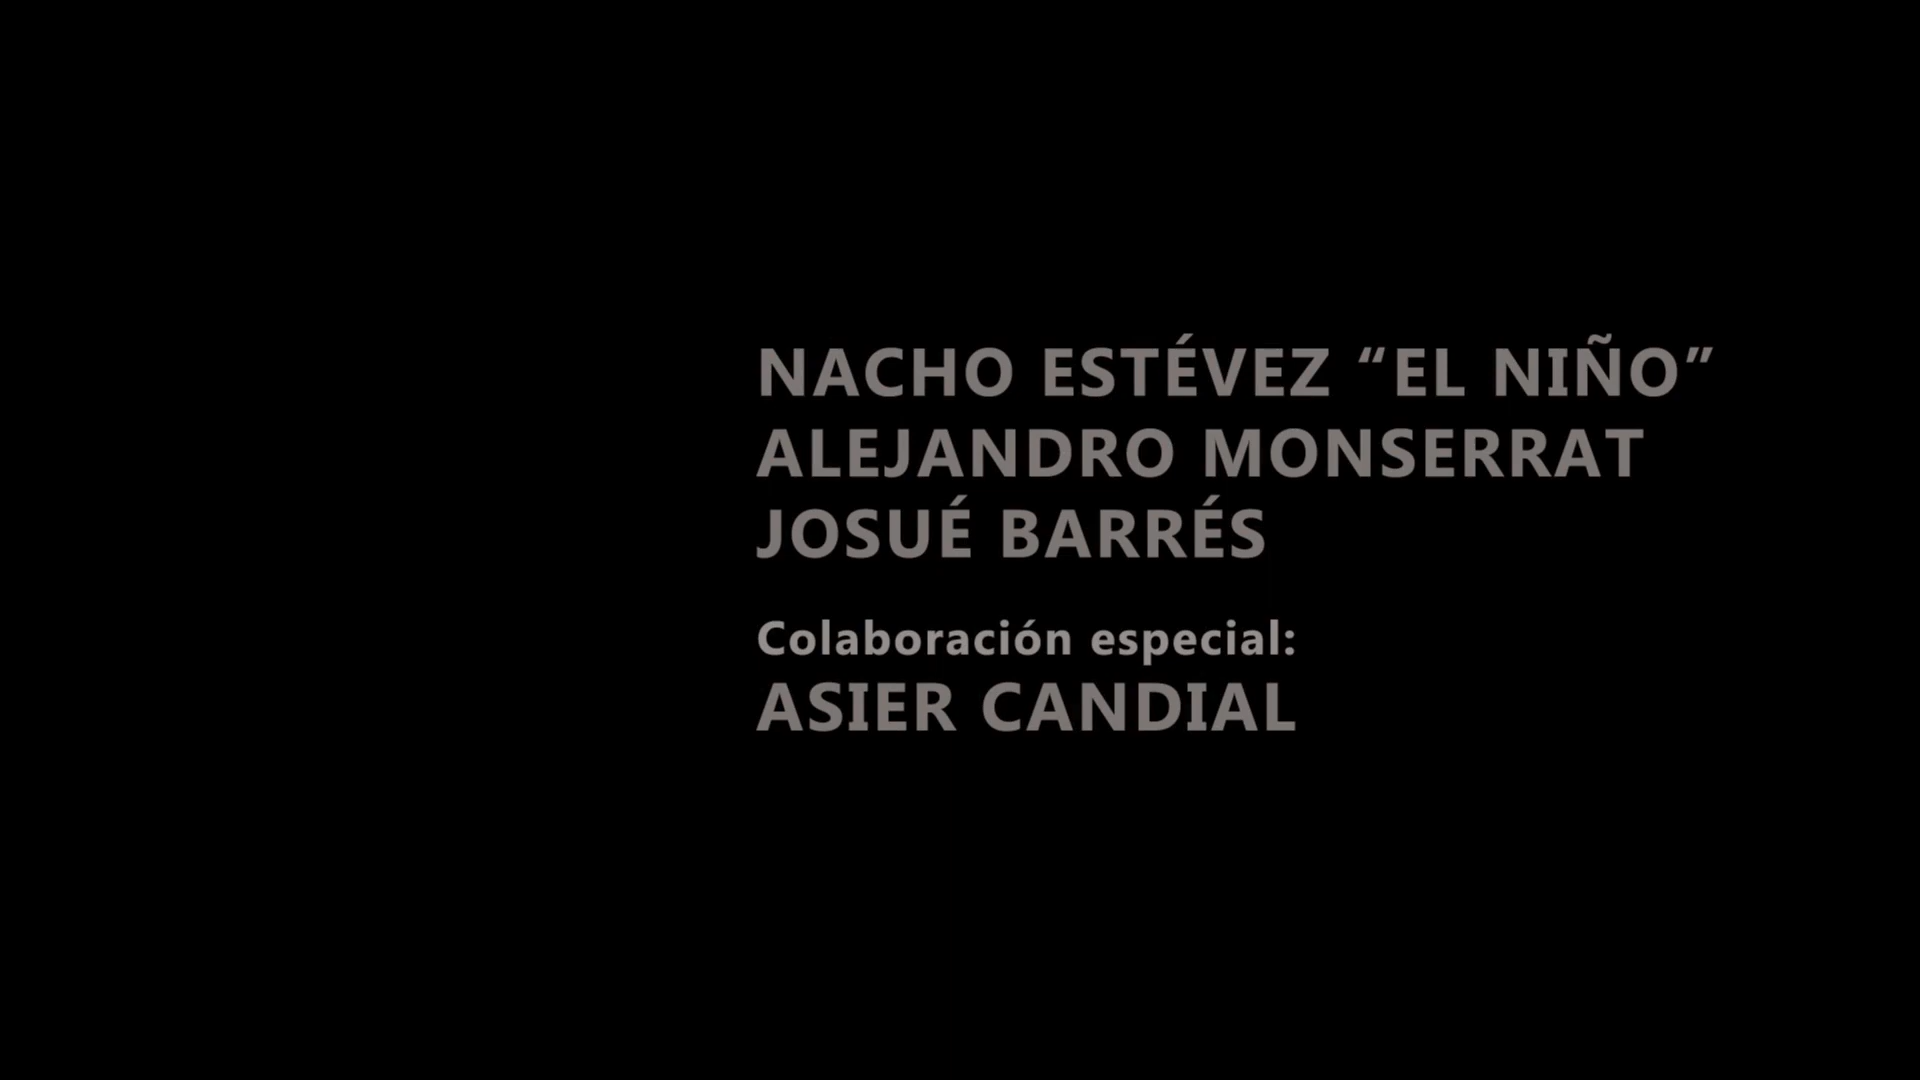 NACHO ESTÉVEZ “EL NIÑO”
ALEJANDRO MONSERRAT
JOSUÉ BARRÉS
Colaboración especial:
ASIER CANDIAL